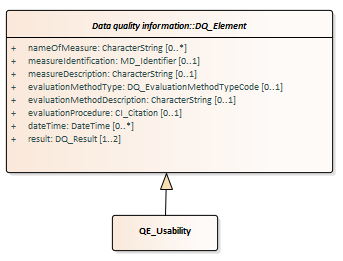 Data quality information::DQ_Element
+ nameOfMeasure: CharacterString [0..*]
+ measureIdentification: MD_Identifier [0..1]
+ measureDescription: CharacterString [0..1]
+ evaluationMethodType: DQ_EvaluationMethodTypeCode [0..1]
+ evaluationMethodDescription: CharacterString [0..1]
+ evaluationProcedure: CI_Citation [0..1]
+ dateTime: DateTime [0..*]
+ result: DQ_Result [1..2]
QE_Usability